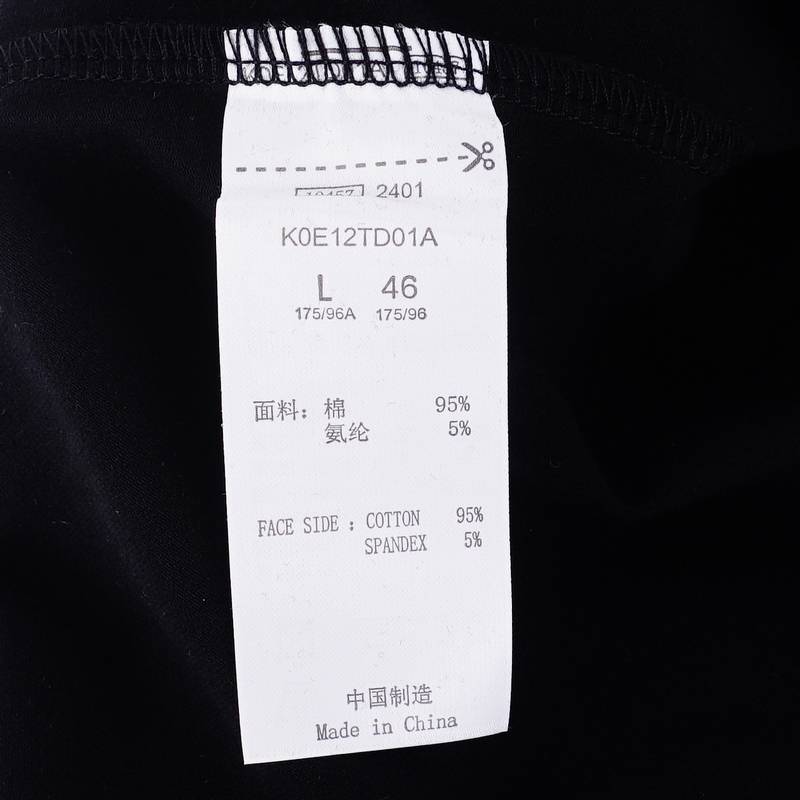 2401
K0E12TD01A
L 46
175/96A 175/96
面料：棉 95%
氨纶 5%
FACE SIDE : COTTON 95%
SPANDEX 5%
中国制造
Made in China